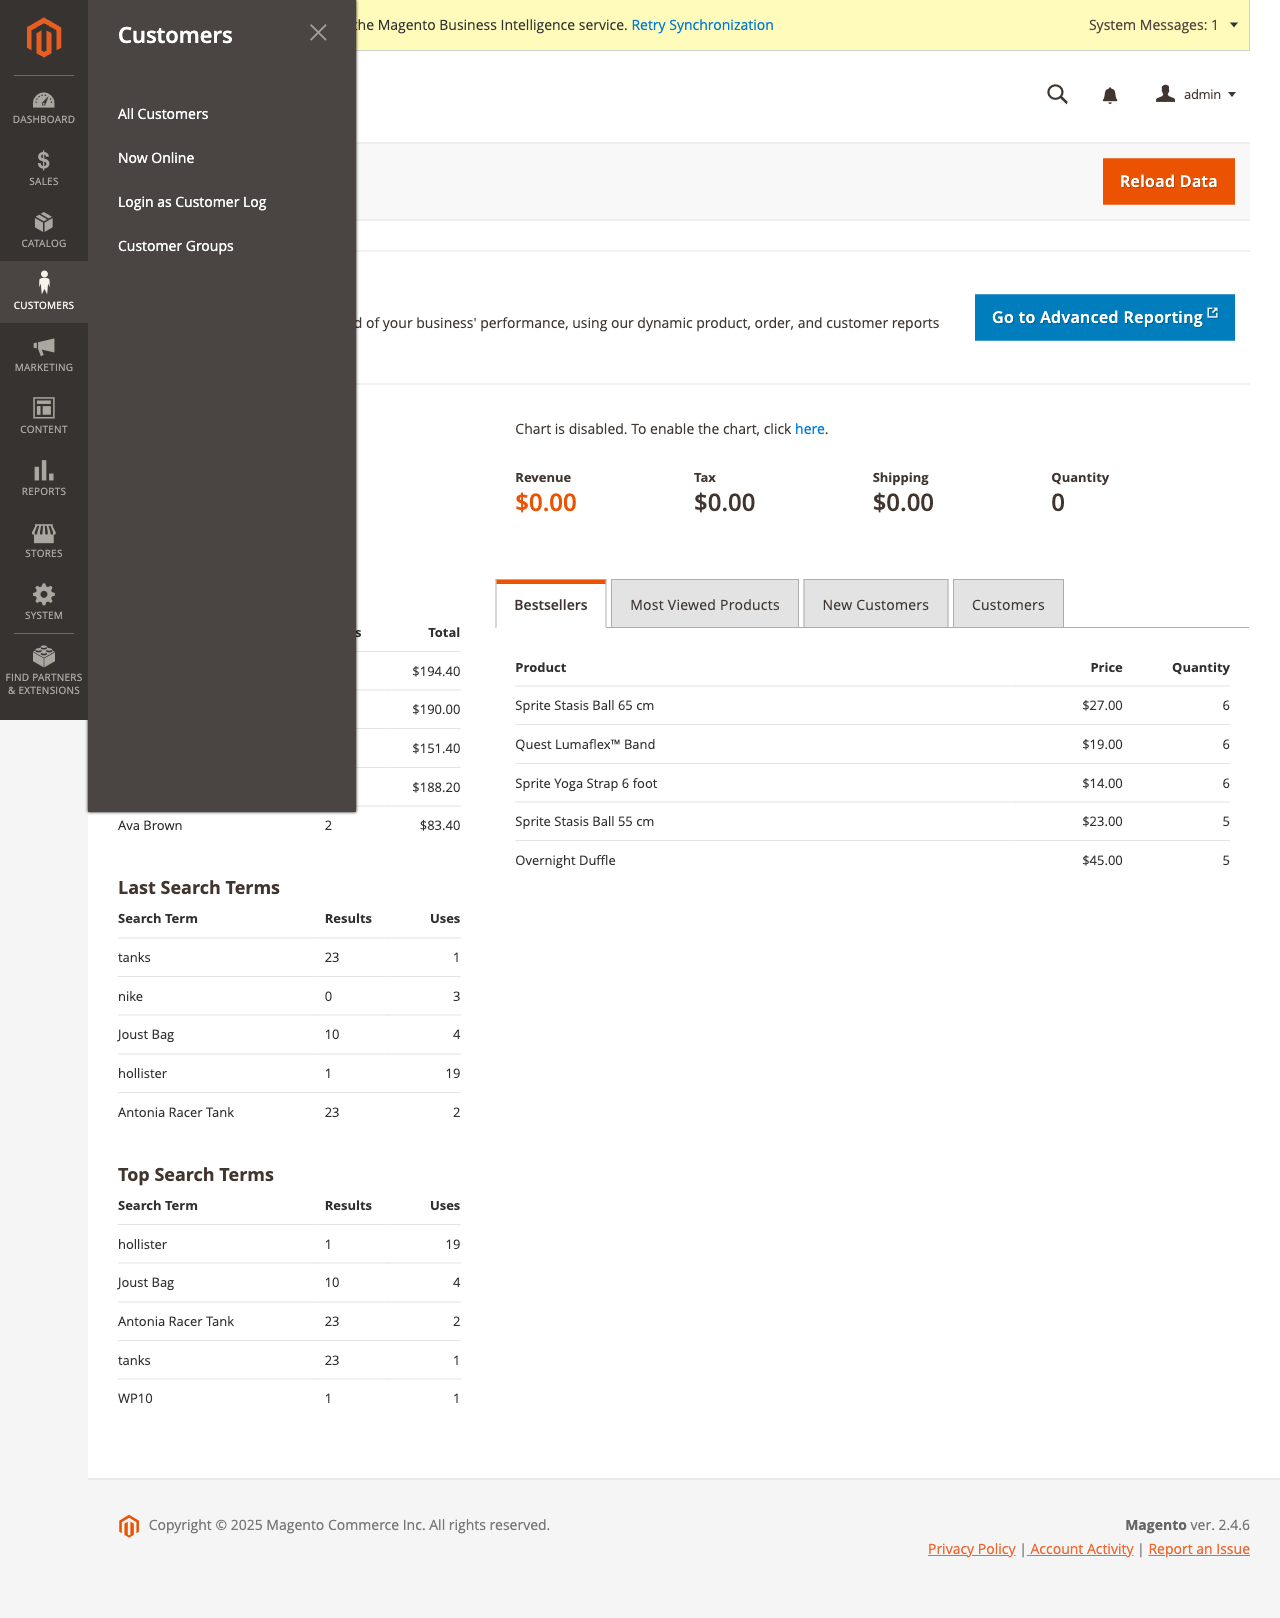 Customers
the Magento Business Intelligence service. Retry Synchronization
System Messages: 1
DASHBOARD
SALES
CATALOG
CUSTOMERS
MARKETING
CONTENT
REPORTS
STORES
SYSTEM
FIND PARTNERS
& EXTENSIONS
All Customers
Now Online
Login as Customer Log
Customer Groups
admin
Reload Data
d of your business' performance, using our dynamic product, order, and customer reports
Go to Advanced Reporting
Chart is disabled. To enable the chart, click here.
Revenue Tax Shipping Quantity
$0.00 $0.00 $0.00 0
s Total
$194.40
$190.00
$151.40
$188.20
Ava Brown 2 $83.40
Bestsellers Most Viewed Products New Customers Customers
Product Price Quantity
Sprite Stasis Ball 65 cm $27.00 6
Quest Lumaflex™ Band $19.00 6
Sprite Yoga Strap 6 foot $14.00 6
Sprite Stasis Ball 55 cm $23.00 5
Overnight Duffle $45.00 5
Last Search Terms
Search Term Results Uses
tanks 23 1
nike 0 3
Joust Bag 10 4
hollister 1 19
Antonia Racer Tank 23 2
Top Search Terms
Search Term Results Uses
hollister 1 19
Joust Bag 10 4
Antonia Racer Tank 23 2
tanks 23 1
WP10 1 1
Copyright © 2025 Magento Commerce Inc. All rights reserved.
Magento ver. 2.4.6
Privacy Policy | Account Activity | Report an Issue